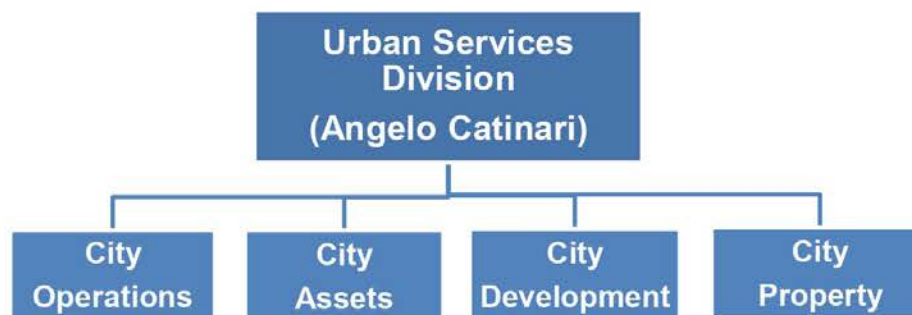 Urban Services
Division
(Angelo Catinari)
City
Operations
City
Assets
City
Development
City
Property